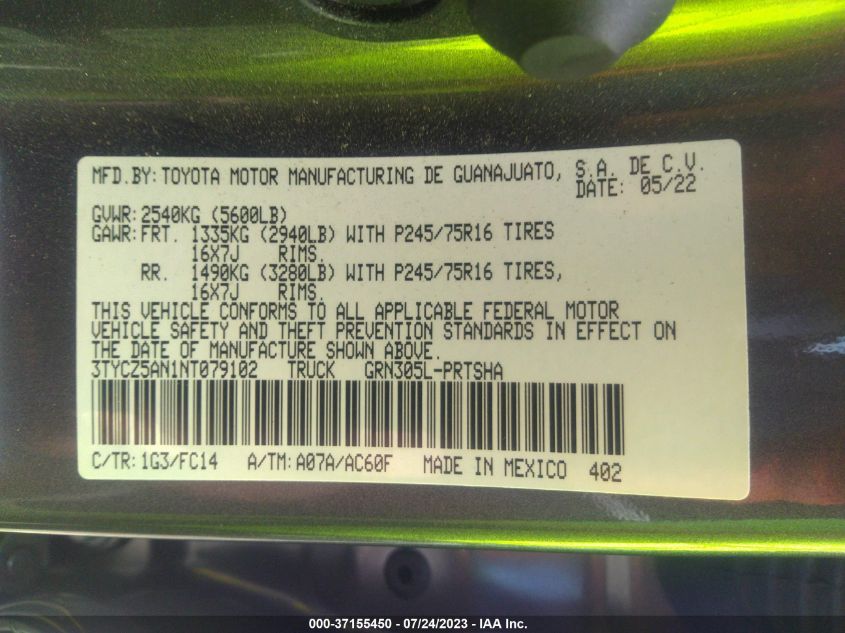 MFD.BY: TOYOTA MOTOR MANUFACTURING DE GUANAJUATO, S.A. DE C.V.
DATE: 05/22
GVWR: 2540KG (5600LB)
GAWR: FRT. 1335KG (2940LB) WITH P245/75R16 TIRES
16X7J RIMS.
RR. 1490KG (3280LB) WITH P245/75R16 TIRES,
16X7J RIMS.
THIS VEHICLE CONFORMS TO ALL APPLICABLE FEDERAL MOTOR
VEHICLE SAFETY AND THEFT PREVENTION STANDARDS IN EFFECT ON
THE DATE OF MANUFACTURE SHOWN ABOVE.
3TYCZ5AN1NT079102 TRUCK GRN305L-PRTSHA
C/TR: 1G3/FC14 A/TM: A07A/AC60F MADE IN MEXICO 402
000-37155450 - 07/24/2023 - IAA Inc.